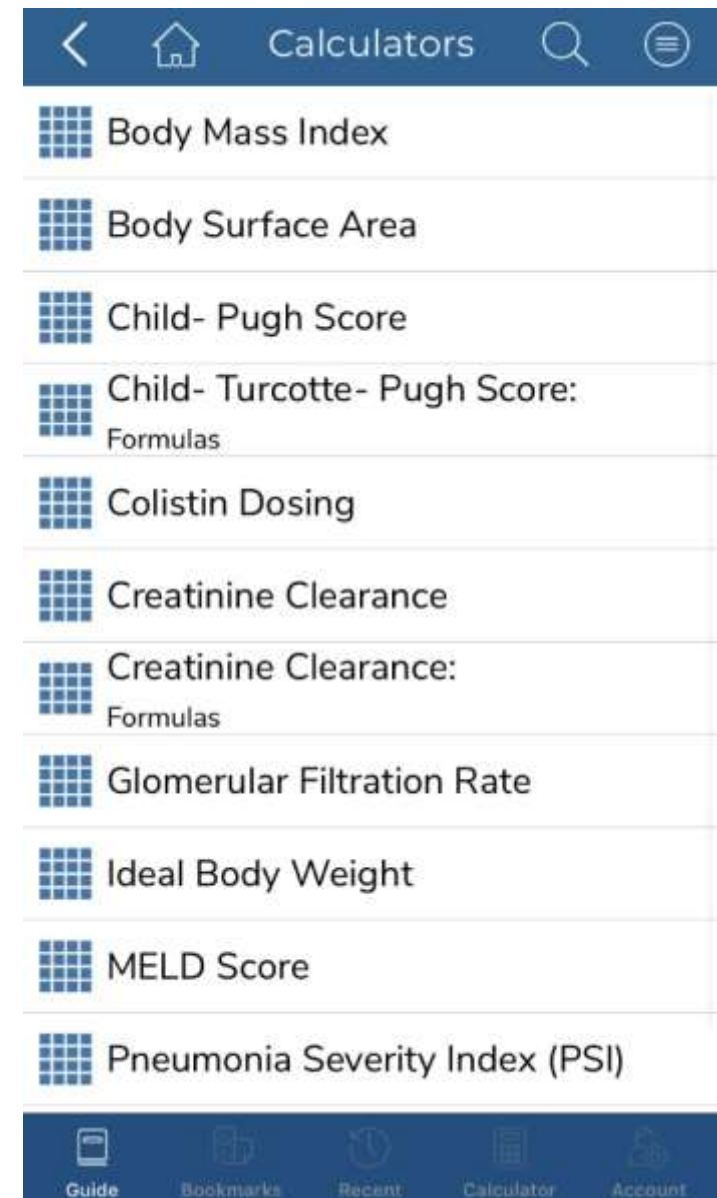 Calculators
Body Mass Index
Body Surface Area
Child- Pugh Score
Child- Turcotte- Pugh Score:
Formulas
Colistin Dosing
Creatinine Clearance
Creatinine Clearance:
Formulas
Glomerular Filtration Rate
Ideal Body Weight
MELD Score
Pneumonia Severity Index (PSI)
Guide Bookmarks Recent Calculator Account